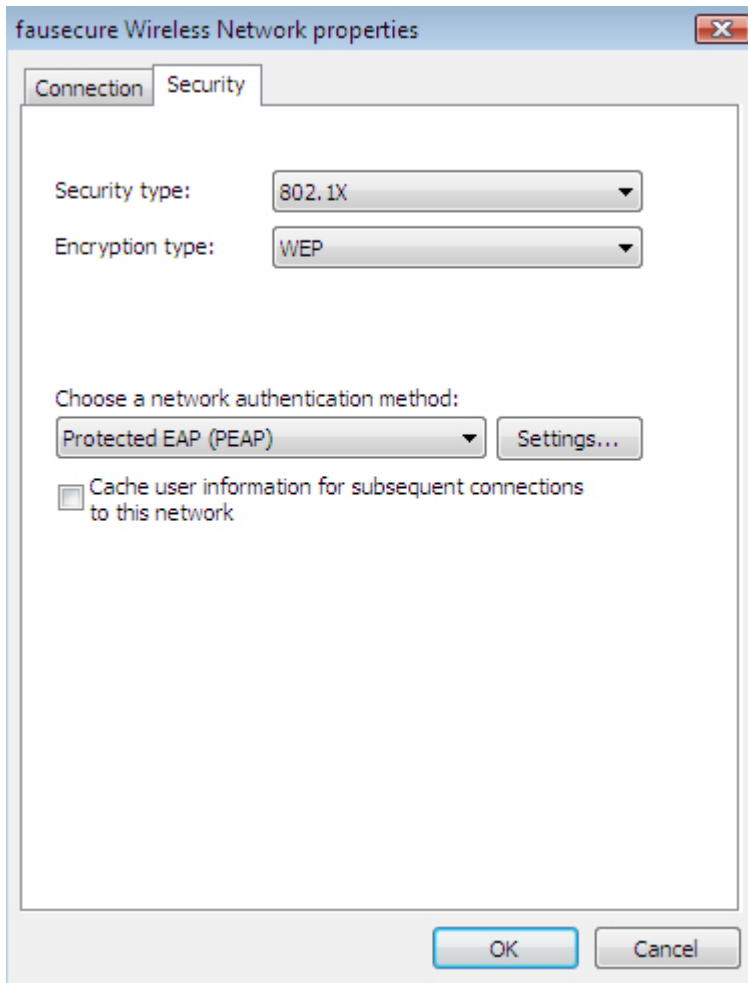 fausecure Wireless Network properties
Connection
Security
Security type:
802.1X
Encryption type:
WEP
Choose a network authentication method:
Protected EAP (PEAP)
Settings...
Cache user information for subsequent connections
to this network
OK
Cancel